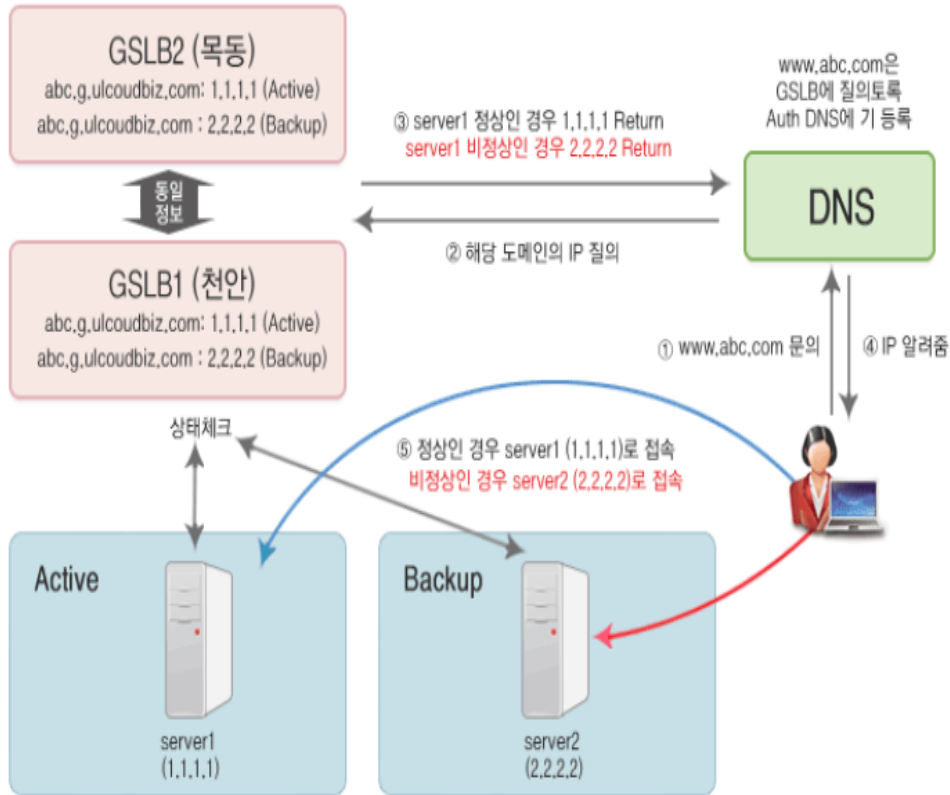 GSLB2 (목동)
abc,g,ulcoudbiz,com: 1,1,1,1 (Active)
abc,g,ulcoudbiz,com : 2,2,2,2 (Backup)
동일
정보
GSLB1 (천안)
abc,g,ulcoudbiz,com: 1,1,1,1 (Active)
abc,g,ulcoudbiz,com : 2,2,2,2 (Backup)
상태체크
③ server1 정상인 경우 1,1,1,1 Return
server1 비정상인 경우 2,2,2,2 Return
② 해당 도메인의 IP 질의
www,abc,com은
GSLB에 질의토록
Auth DNS에 기 등록
DNS
① www,abc,com 문의
④ IP 알려줌
⑤ 정상인 경우 server1 (1,1,1,1)로 접속
비정상인 경우 server2 (2,2,2,2)로 접속
Active
server1
(1,1,1,1)
Backup
server2
(2,2,2,2)